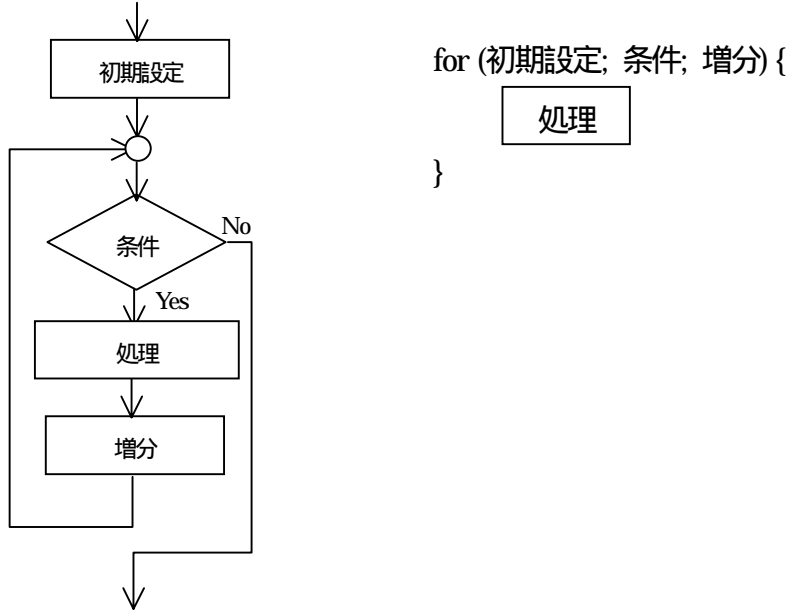 初期設定
条件
No
Yes
処理
増分
for (初期設定; 条件; 増分) {
処理
}